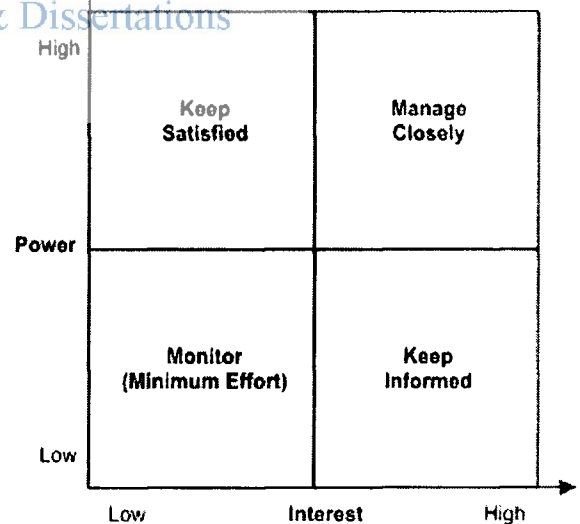 & Dissertations
High
Keep
Satisfied
Manage
Closely
Power
Monitor
(Minimum Effort)
Keep
Informed
Low
Low
Interest
High